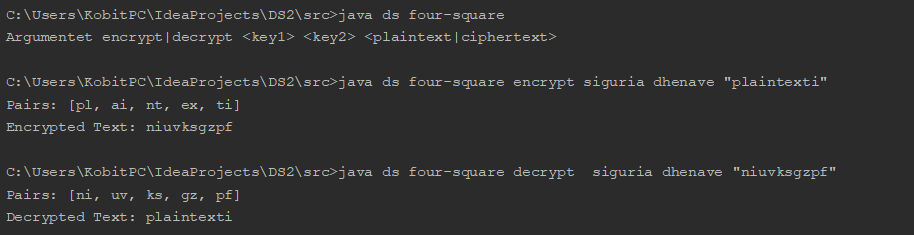 C:\Users\KobitPC\IdeaProjects\DS2\src>java ds four-square
Argumentet encrypt|decrypt <key1> <key2> <plaintext|ciphertext>
C:\Users\KobitPC\IdeaProjects\DS2\src>java ds four-square encrypt siguria dhenave "plaintexti"
Pairs: [pl, ai, nt, ex, ti]
Encrypted Text: niuvksgzpf
C:\Users\KobitPC\IdeaProjects\DS2\src>java ds four-square decrypt  siguria dhenave "niuvksgzpf"
Pairs: [ni, uv, ks, gz, pf]
Decrypted Text: plaintexti